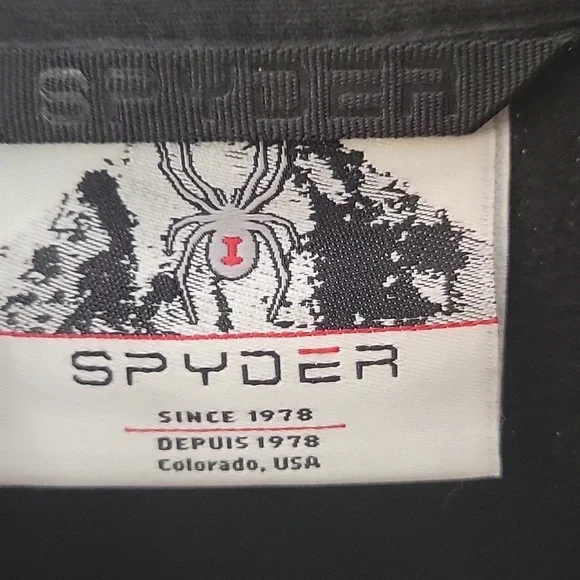 SPYDER
I
SPYDER
SINCE 1978
DEPUIS 1978
Colorado, USA